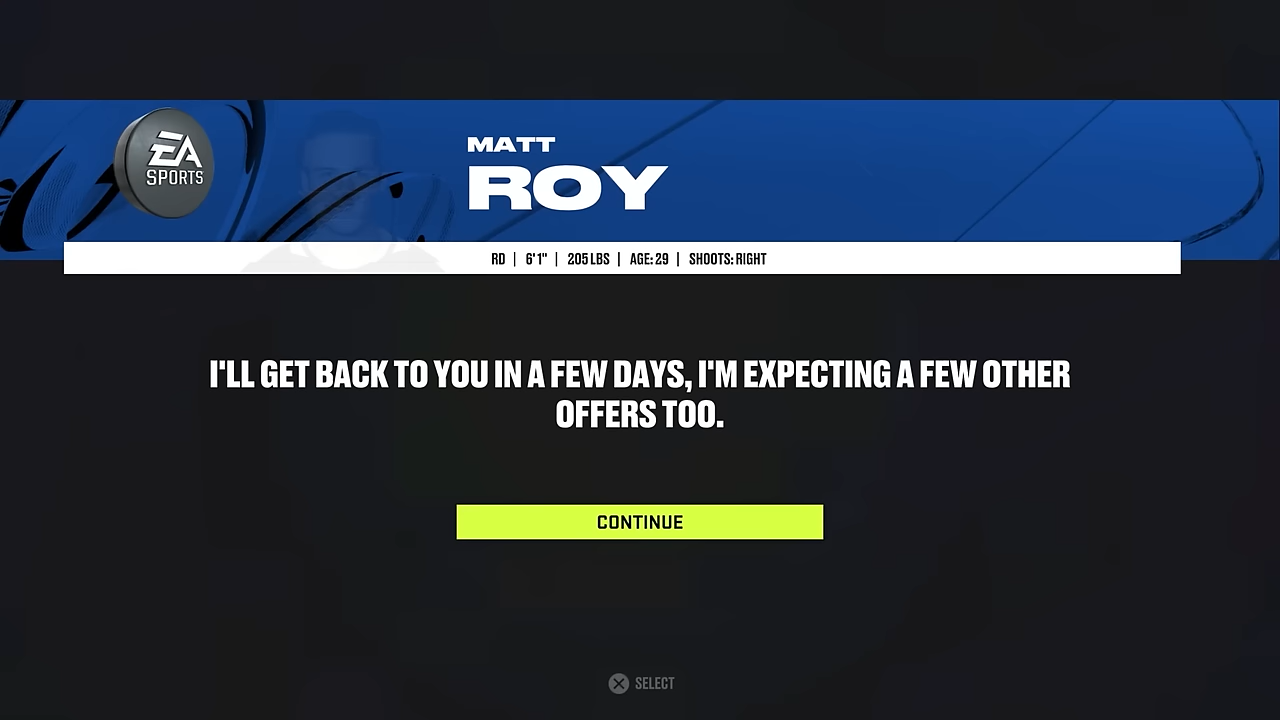 EA
SPORTS
MATT
ROY
RD | 6'1" | 205 LBS | AGE: 29 | SHOOTS: RIGHT
I'LL GET BACK TO YOU IN A FEW DAYS, I'M EXPECTING A FEW OTHER
OFFERS TOO.
CONTINUE
SELECT